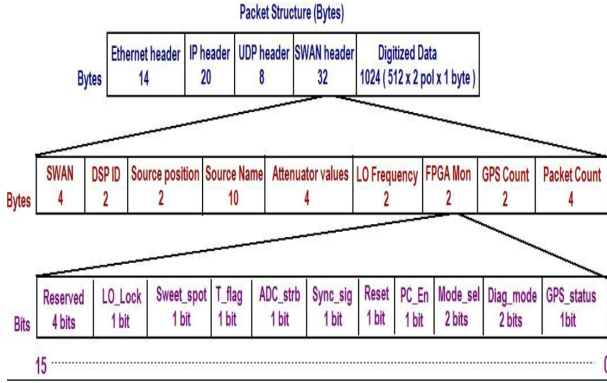 Packet Structure (Bytes)
Ethernet header IP header UDP header SWAN header Digitized Data
Bytes 14 20 8 32 1024 ( 512 x 2 pol x 1 byte )
SWAN DSP ID Source position Source Name Attenuator values LO Frequency FPGA Mon GPS Count Packet Count
Bytes 4 2 2 10 4 2 2 2 4
Reserved LO_Lock Sweet_spot T_flag ADC_strb Sync_sig Reset PC_En Mode_sel Diag_mode GPS_status
Bits 4 bits 1 bit 1 bit 1 bit 1 bit 1 bit 1 bit 1 bit 2 bits 2 bits 1bit
15